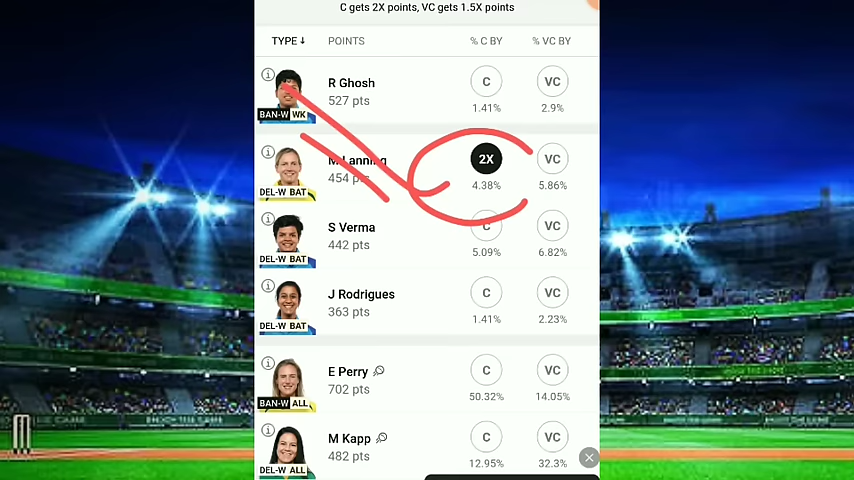 C gets 2X points, VC gets 1.5X points
TYPE ↓ POINTS % C BY % VC BY
R Ghosh C VC
527 pts 1.41% 2.9%
BAN-W WK
M Lanning 2X VC
454 pts 4.38% 5.86%
DEL-W BAT
S Verma C VC
442 pts 5.09% 6.82%
DEL-W BAT
J Rodrigues C VC
363 pts 1.41% 2.23%
DEL-W BAT
E Perry C VC
702 pts 50.32% 14.05%
BAN-W ALL
M Kapp C VC
482 pts 12.95% 32.3%
DEL-W ALL